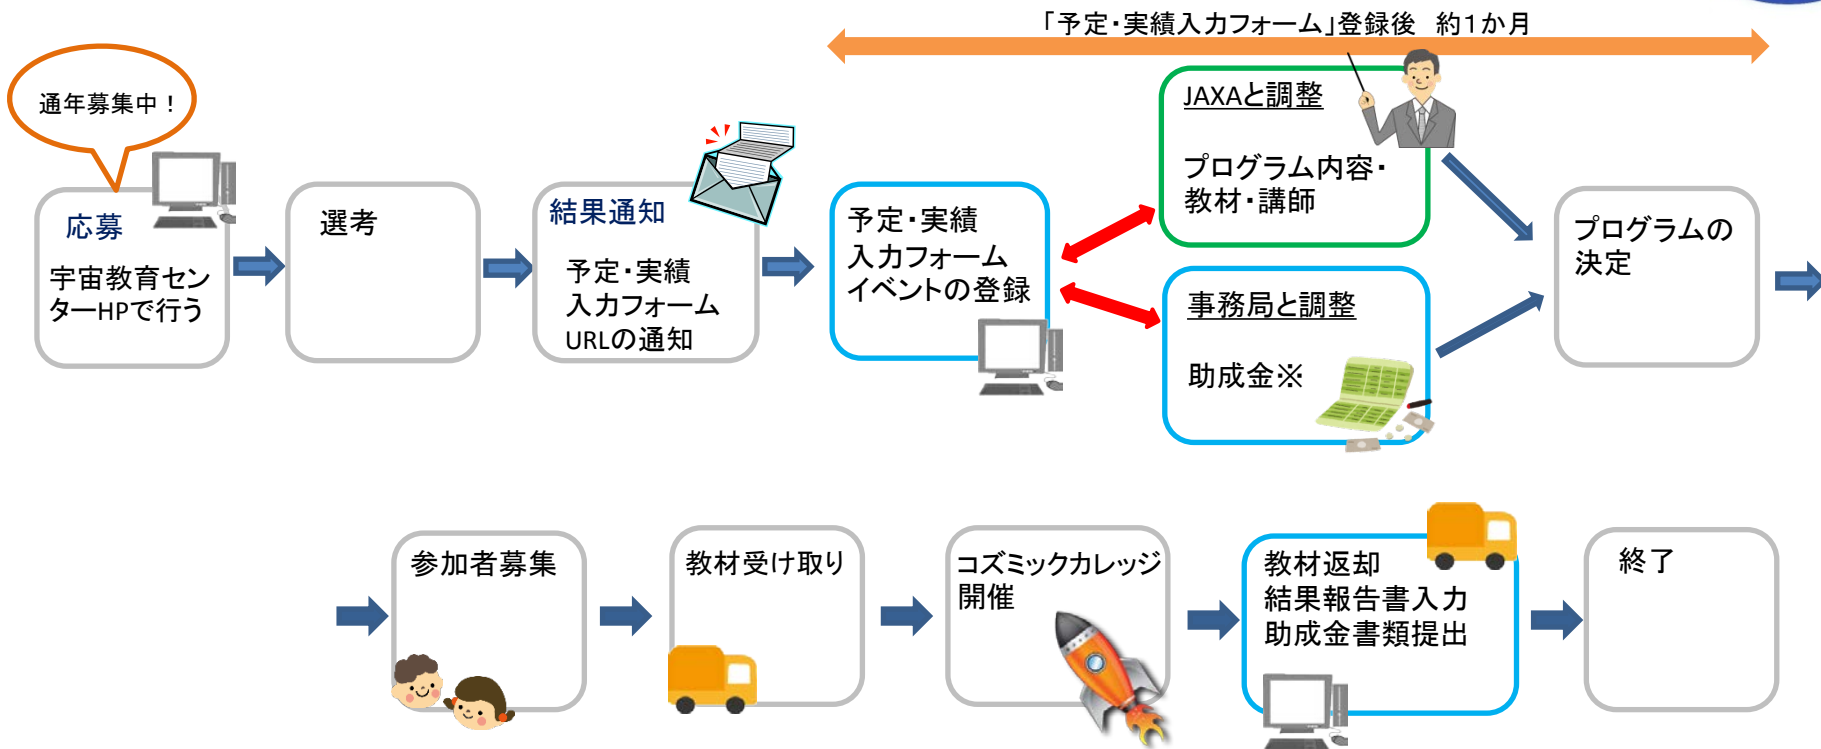 「予定・実績入力フォーム」登録後　約1か月
通年募集中！
応募
宇宙教育セン
ターHPで行う
選考
結果通知
予定・実績
入力フォーム
URLの通知
予定・実績
入力フォーム
イベントの登録
JAXAと調整
プログラム内容・
教材・講師
事務局と調整
助成金※
プログラムの
決定
参加者募集
教材受け取り
コズミックカレッジ
開催
教材返却
結果報告書入力
助成金書類提出
終了